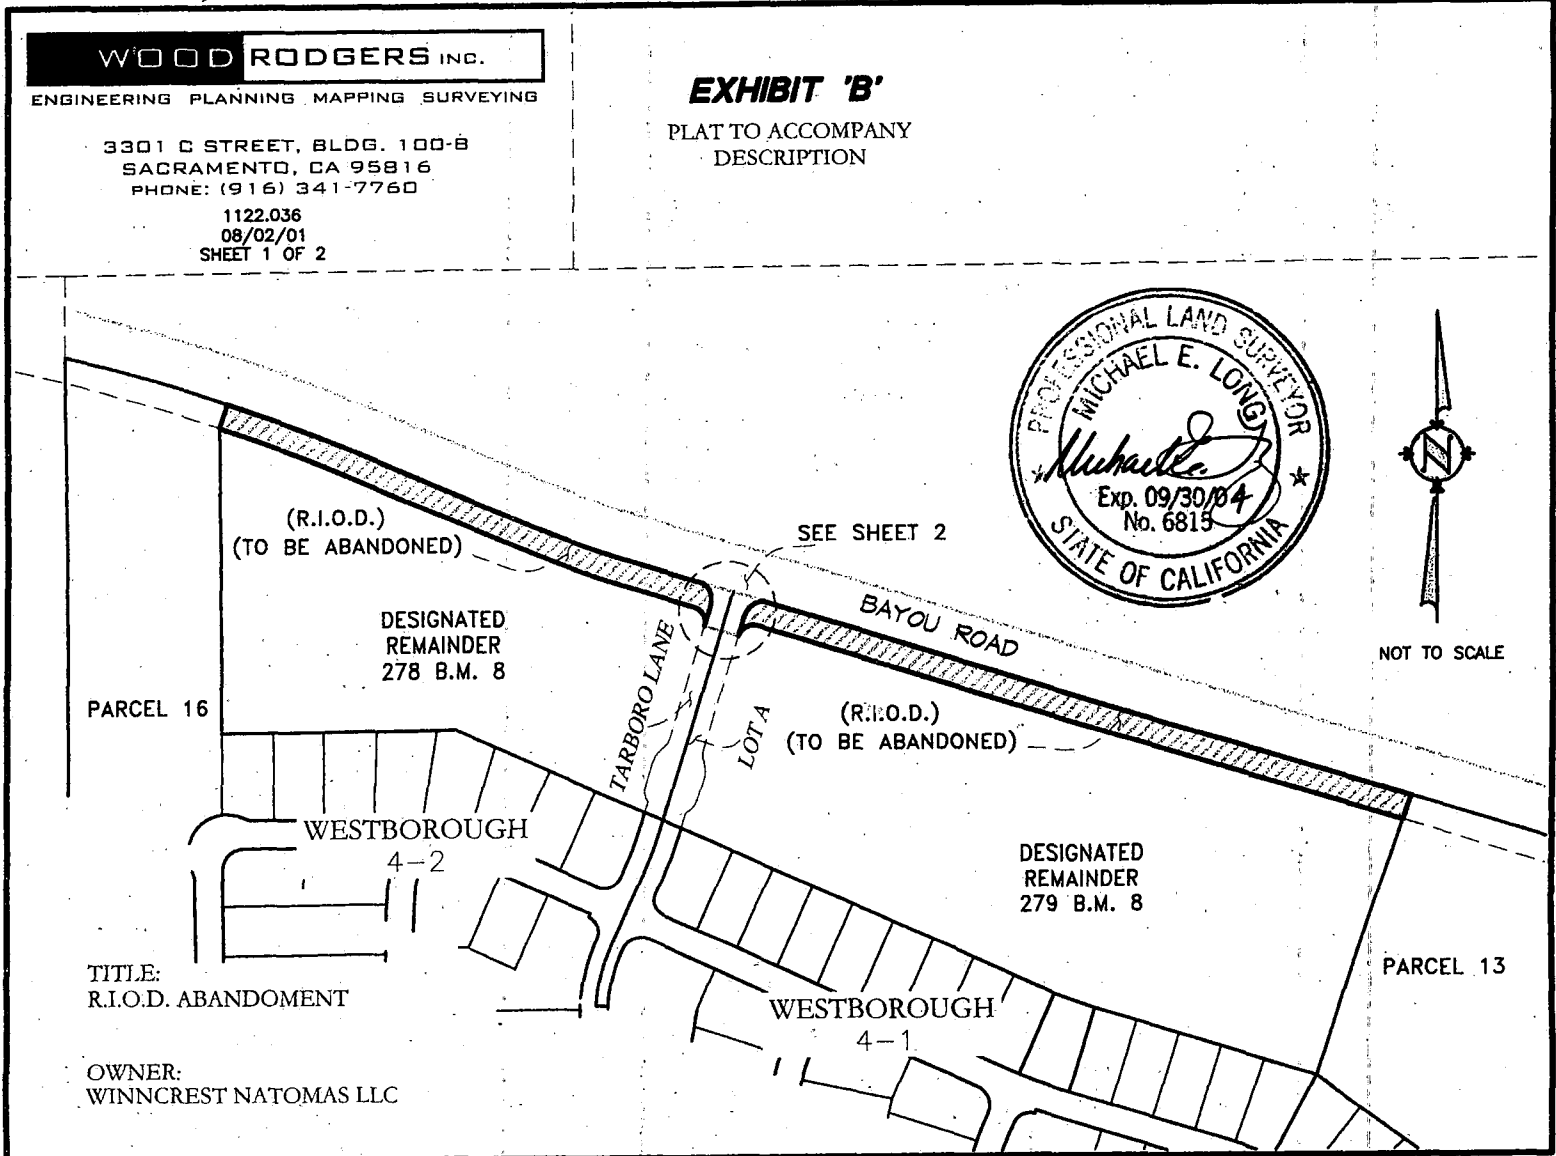 WOOD RODGERS INC.
ENGINEERING PLANNING MAPPING SURVEYING
3301 C STREET, BLDG. 100-B
SACRAMENTO, CA 95816
PHONE: (916) 341-7760
1122.036
08/02/01
SHEET 1 OF 2
EXHIBIT 'B'
PLAT TO ACCOMPANY
DESCRIPTION
PROFESSIONAL LAND SURVEYOR
MICHAEL E. LONG
Exp. 09/30/04
No. 6815
STATE OF CALIFORNIA
N
NOT TO SCALE
(R.I.O.D.)
(TO BE ABANDONED)
SEE SHEET 2
BAYOU ROAD
DESIGNATED
REMAINDER
278 B.M. 8
PARCEL 16
TARBORO LANE
LOT A
(R.I.O.D.)
(TO BE ABANDONED)
WESTBOROUGH
4-2
DESIGNATED
REMAINDER
279 B.M. 8
PARCEL 13
TITLE:
R.I.O.D. ABANDOMENT
WESTBOROUGH
4-1
OWNER:
WINNCREST NATOMAS LLC